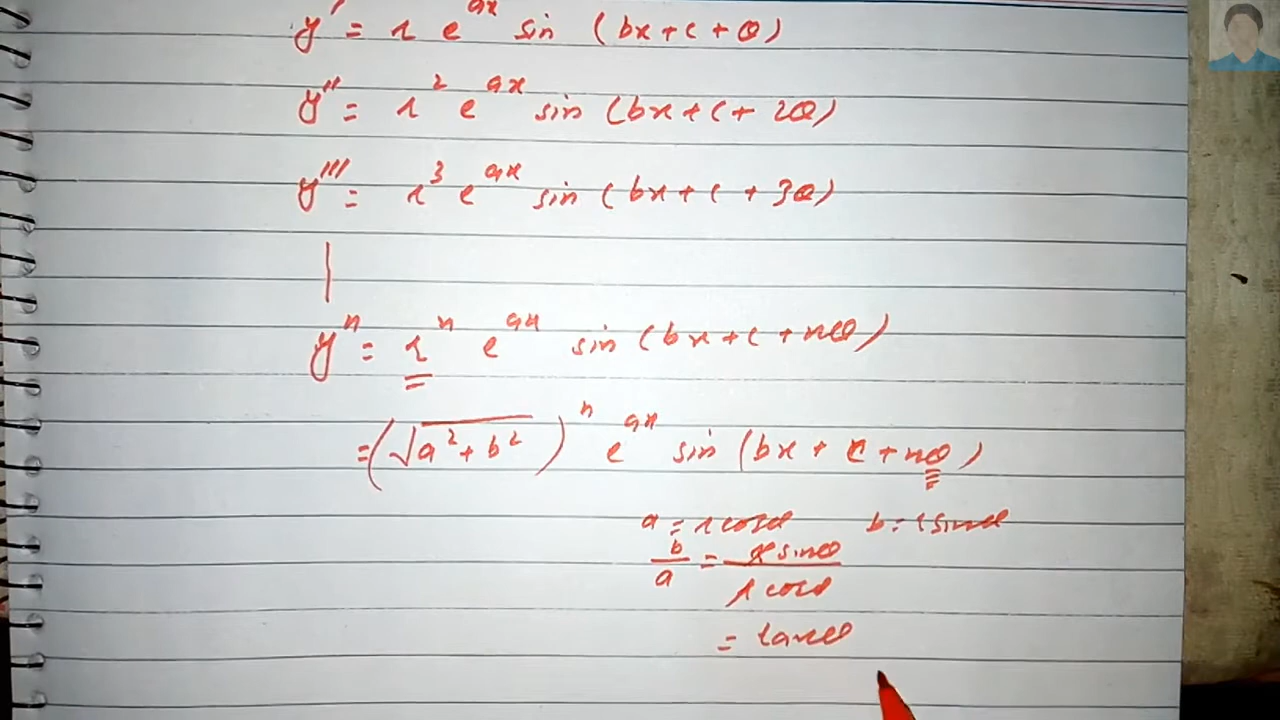 y' = r e^{ax} sin (bx+c+θ)
y'' = r^2 e^{ax} sin (bx+c+2θ)
y''' = r^3 e^{ax} sin (bx+c+3θ)
|
y^n = r^n e^{ax} sin (bx+c+nθ)
= (√(a^2+b^2))^n e^{ax} sin (bx+c+nθ)
a = r cosθ b = r sinθ
b/a = r sinθ / r cosθ
= tanθ